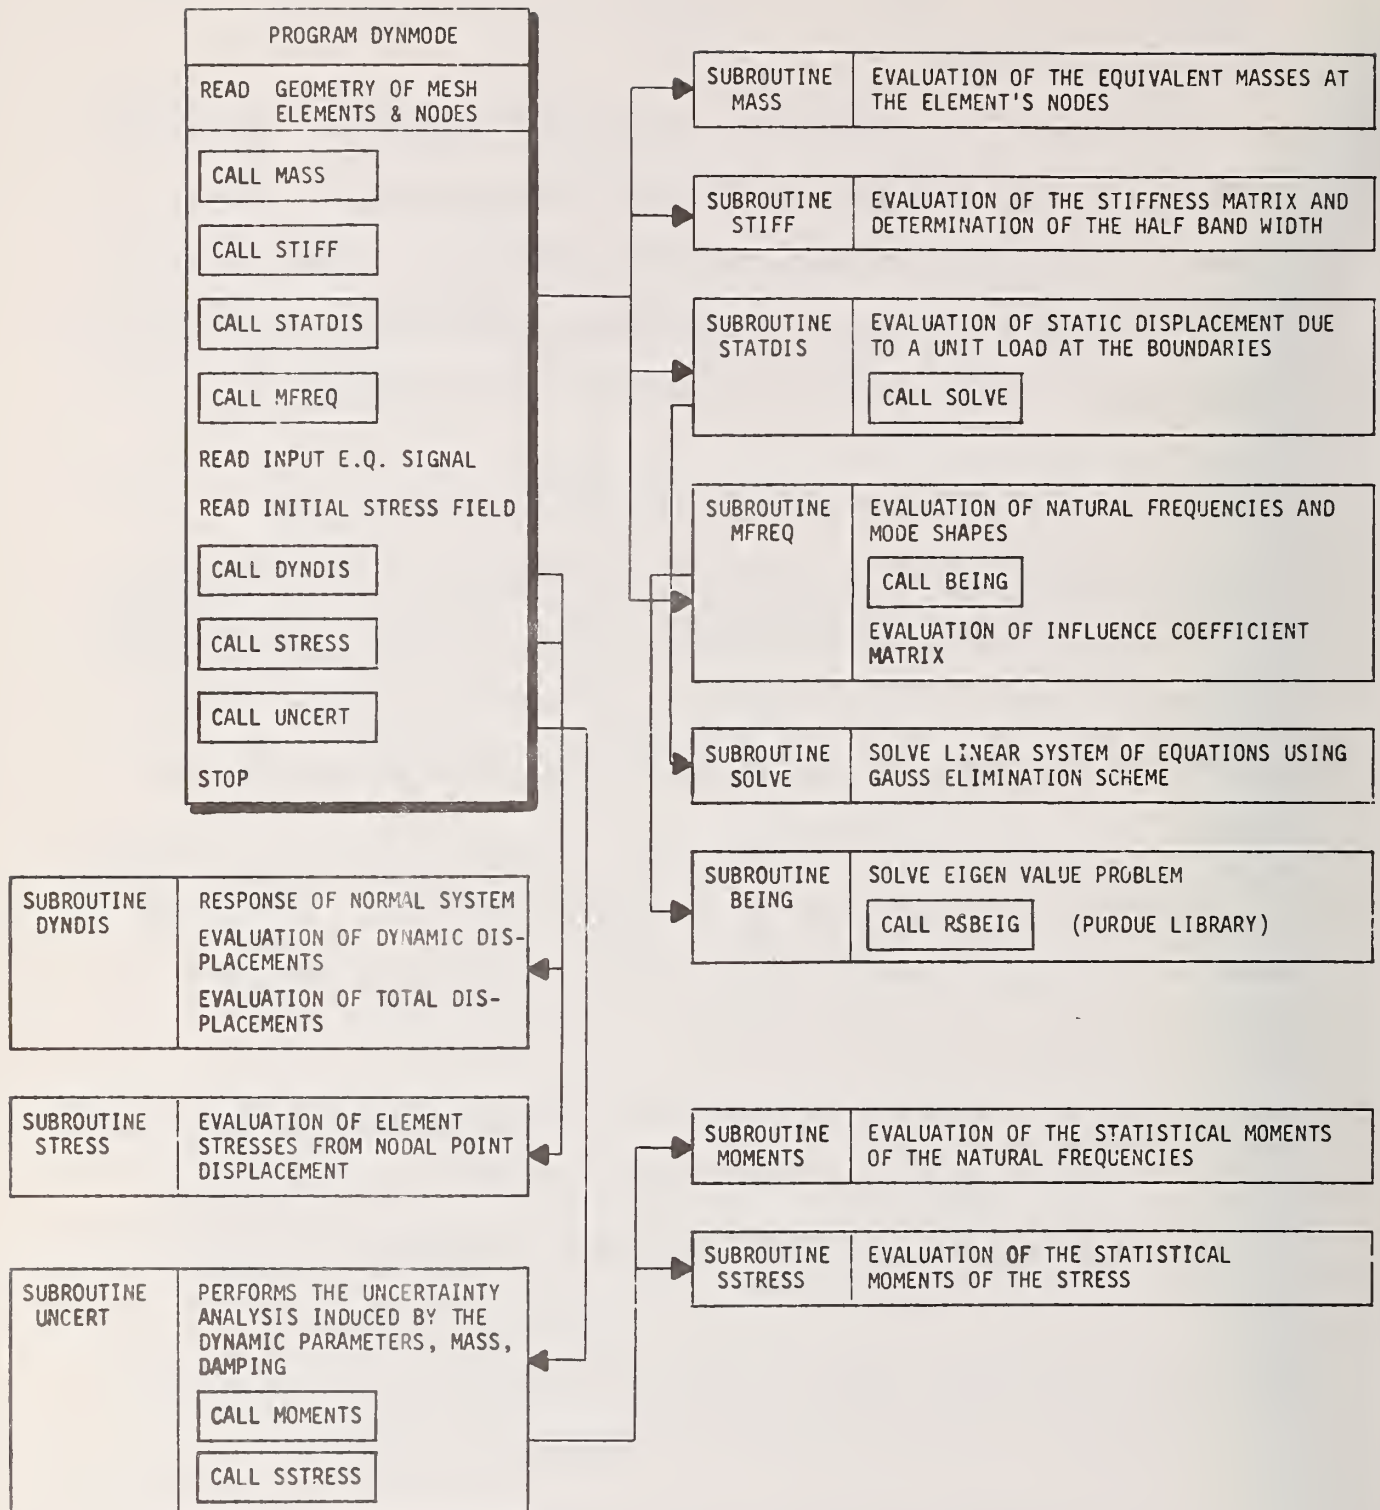 PROGRAM DYNMODE
READ GEOMETRY OF MESH
ELEMENTS & NODES
CALL MASS
CALL STIFF
CALL STATDIS
CALL MFREQ
READ INPUT E.Q. SIGNAL
READ INITIAL STRESS FIELD
CALL DYNDIS
CALL STRESS
CALL UNCERT
STOP
SUBROUTINE
MASS
EVALUATION OF THE EQUIVALENT MASSES AT
THE ELEMENT'S NODES
SUBROUTINE
STIFF
EVALUATION OF THE STIFFNESS MATRIX AND
DETERMINATION OF THE HALF BAND WIDTH
SUBROUTINE
STATDIS
EVALUATION OF STATIC DISPLACEMENT DUE
TO A UNIT LOAD AT THE BOUNDARIES
CALL SOLVE
SUBROUTINE
MFREQ
EVALUATION OF NATURAL FREQUENCIES AND
MODE SHAPES
CALL BEING
EVALUATION OF INFLUENCE COEFFICIENT
MATRIX
SUBROUTINE
SOLVE
SOLVE LINEAR SYSTEM OF EQUATIONS USING
GAUSS ELIMINATION SCHEME
SUBROUTINE
BEING
SOLVE EIGEN VALUE PROBLEM
CALL RSBEIG (PURDUE LIBRARY)
SUBROUTINE
DYNDIS
RESPONSE OF NORMAL SYSTEM
EVALUATION OF DYNAMIC DIS-
PLACEMENTS
EVALUATION OF TOTAL DIS-
PLACEMENTS
SUBROUTINE
STRESS
EVALUATION OF ELEMENT
STRESSES FROM NODAL POINT
DISPLACEMENT
SUBROUTINE
UNCERT
PERFORMS THE UNCERTAINTY
ANALYSIS INDUCED BY THE
DYNAMIC PARAMETERS, MASS,
DAMPING
CALL MOMENTS
CALL SSTRESS
SUBROUTINE
MOMENTS
EVALUATION OF THE STATISTICAL MOMENTS
OF THE NATURAL FREQUENCIES
SUBROUTINE
SSTRESS
EVALUATION OF THE STATISTICAL
MOMENTS OF THE STRESS